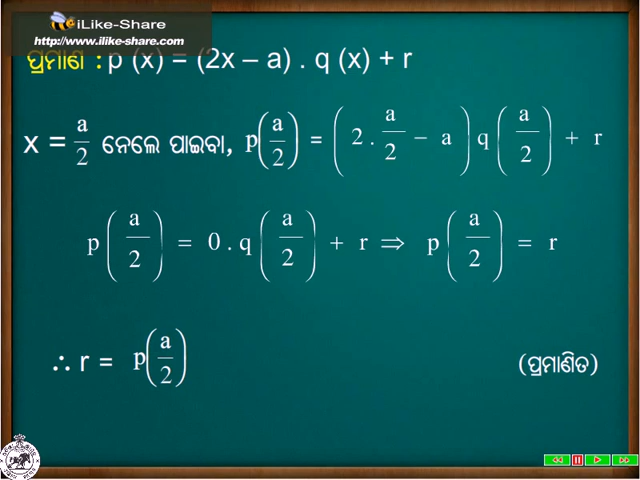 iLike-Share
http://www.ilike-share.com
ପ୍ରମାଣ : p (x) = (2x – a) . q (x) + r
x = a/2 ନେଲେ ପାଇବା, p(a/2) = (2 . a/2 – a) q(a/2) + r
p(a/2) = 0 . q(a/2) + r ⇒ p(a/2) = r
∴ r = p(a/2) (ପ୍ରମାଣିତ)